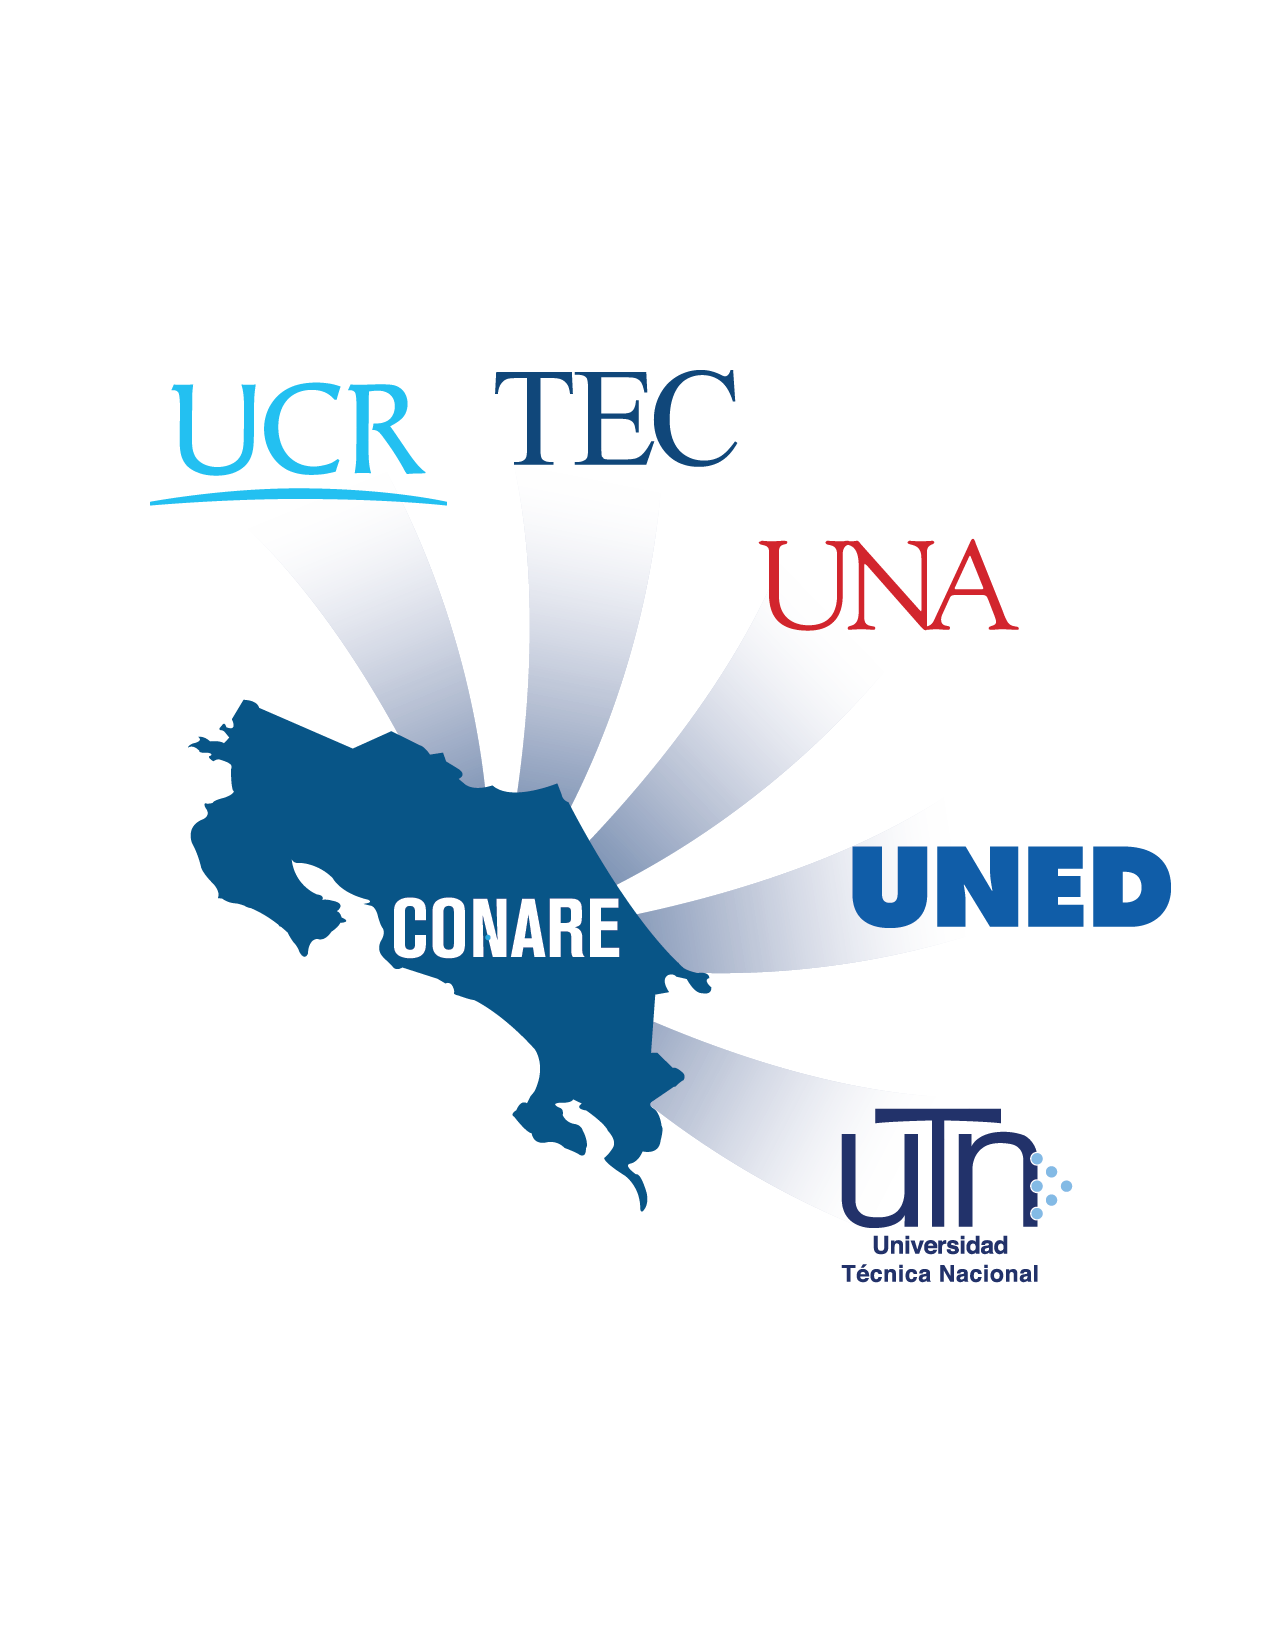 UCR
TEC
UNA
UNED
CONARE
UTN
Universidad
Técnica Nacional